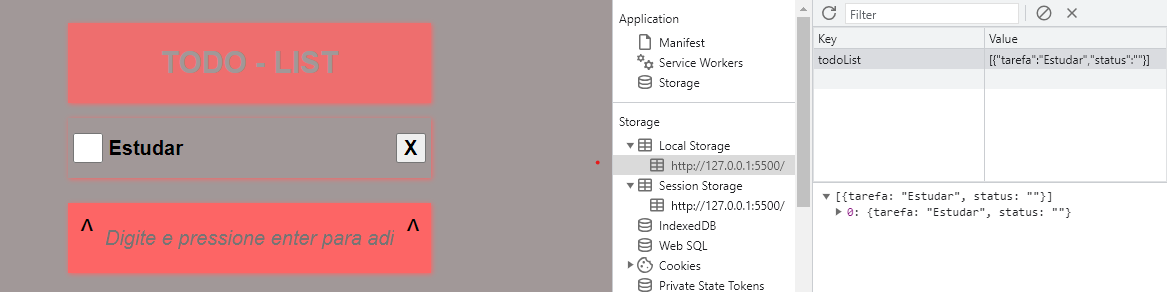 TODO - LIST
Estudar
X
^
Digite e pressione enter para adi
^
Application
Manifest
Service Workers
Storage
Storage
Local Storage
http://127.0.0.1:5500/
Session Storage
http://127.0.0.1:5500/
IndexedDB
Web SQL
Cookies
Private State Tokens
Filter
Key Value
todoList [{"tarefa":"Estudar","status":""}]
[{tarefa: "Estudar", status: ""}]
0: {tarefa: "Estudar", status: ""}